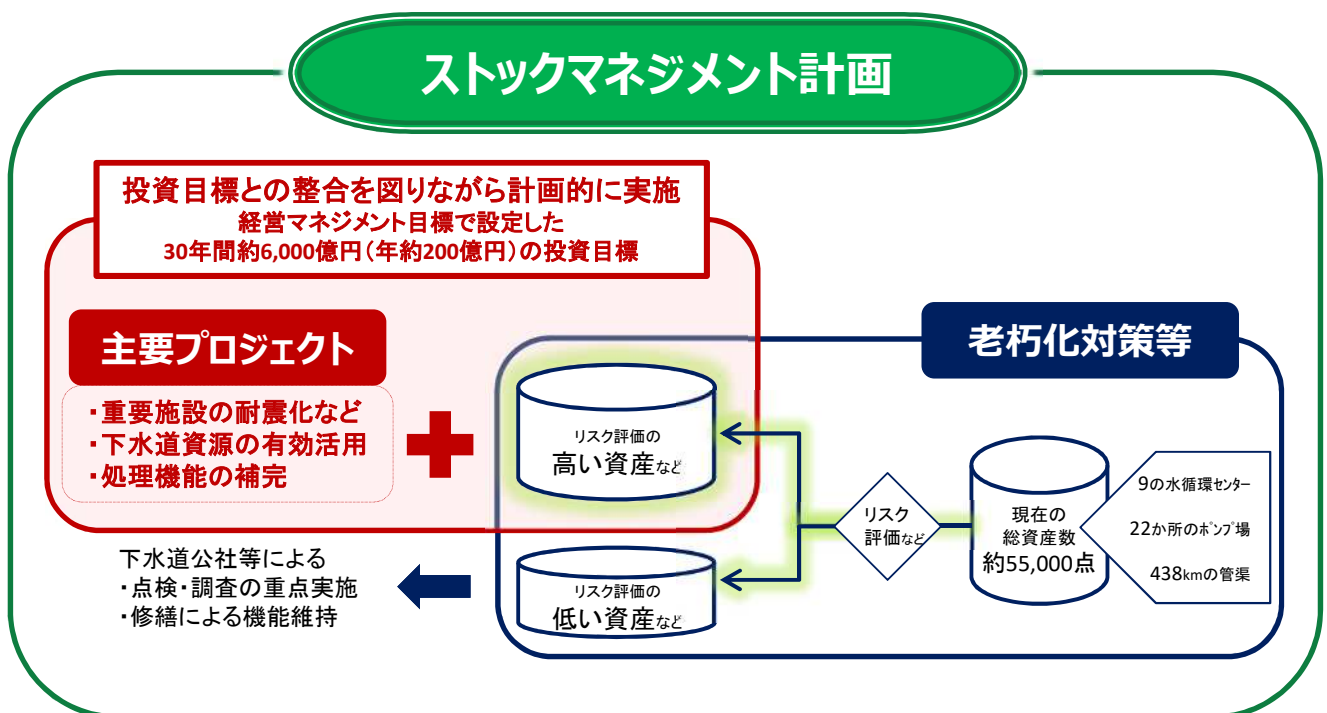 ストックマネジメント計画
投資目標との整合を図りながら計画的に実施
経営マネジメント目標で設定した
30年間約6,000億円(年約200億円)の投資目標
主要プロジェクト
・重要施設の耐震化など
・下水道資源の有効活用
・処理機能の補完
老朽化対策等
リスク評価の
高い資産など
リスク
評価など
現在の
総資産数
約55,000点
9の水循環センター
22か所のポンプ場
438kmの管渠
リスク評価の
低い資産など
下水道公社等による
・点検・調査の重点実施
・修繕による機能維持